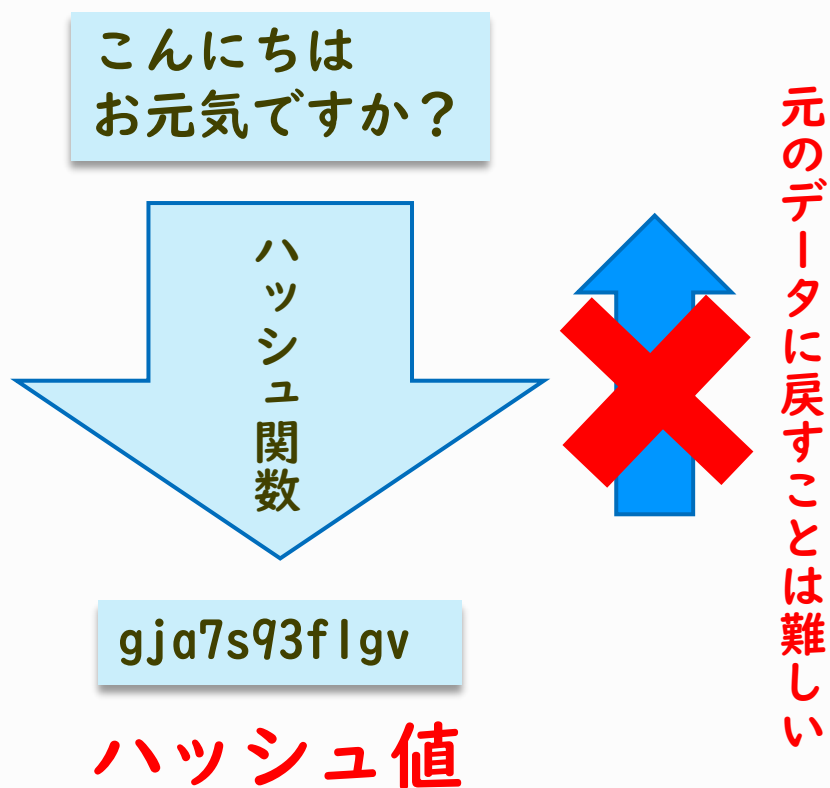 こんにちは
お元気ですか？
ハッシュ関数
元のデータに戻すことは難しい
gja7s93flgv
ハッシュ値